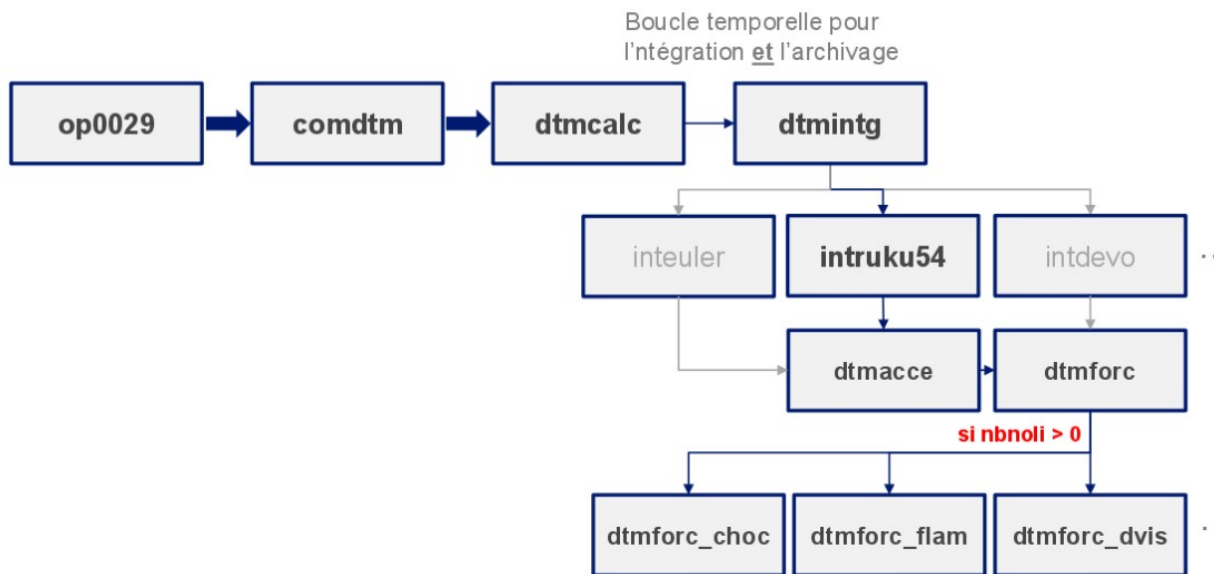 Boucle temporelle pour
l'ntégration et l'archivage
op0029
comdtm
dtmcalc
dtmintg
inteuler
intruku54
intdevo
..
dtmacce
dtmforc
si nbnoli > 0
dtmforc_choc
dtmforc_flam
dtmforc_dvis
.